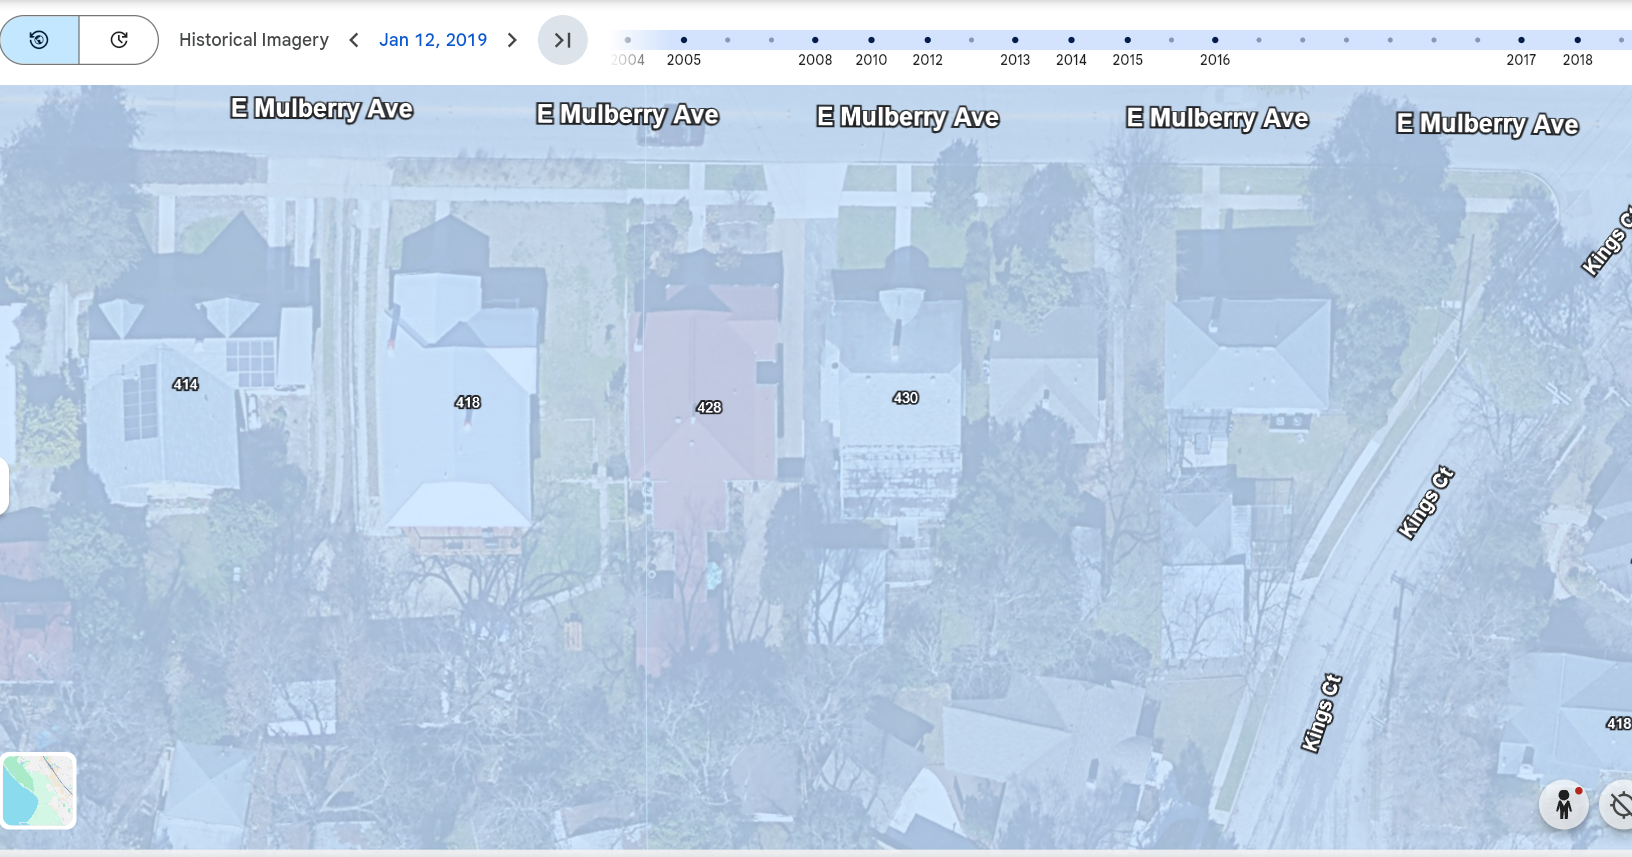 Historical Imagery
Jan 12, 2019
2004
2005
2008
2010
2012
2013
2014
2015
2016
2017
2018
E Mulberry Ave
E Mulberry Ave
E Mulberry Ave
E Mulberry Ave
E Mulberry Ave
Kings Ct
414
418
428
430
Kings Ct
Kings Ct
418